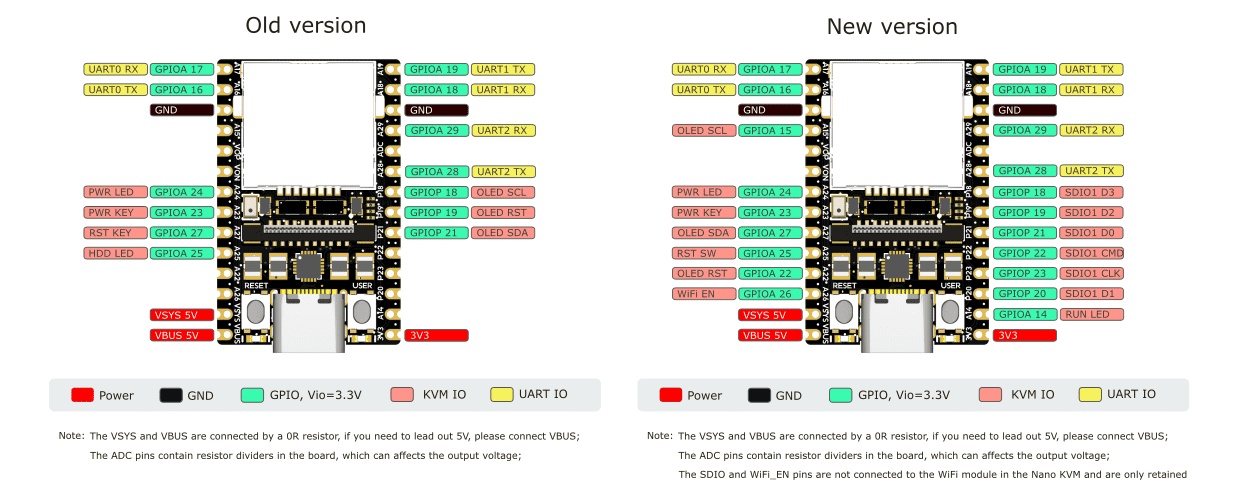 Old version
UART0 RX GPIOA 17 GPIOA 19 UART1 TX
UART0 TX GPIOA 16 GPIOA 18 UART1 RX
GND GND
GPIOA 29 UART2 RX
GPIOA 28 UART2 TX
PWR LED GPIOA 24 GPIOP 18 OLED SCL
PWR KEY GPIOA 23 GPIOP 19 OLED RST
RST KEY GPIOA 27 GPIOP 21 OLED SDA
HDD LED GPIOA 25
RESET USER
VSYS 5V
VBUS 5V 3V3
Power GND GPIO, Vio=3.3V KVM IO UART IO
Note: The VSYS and VBUS are connected by a 0R resistor, if you need to lead out 5V, please connect VBUS;
The ADC pins contain resistor dividers in the board, which can affects the output voltage;
New version
UART0 RX GPIOA 17 GPIOA 19 UART1 TX
UART0 TX GPIOA 16 GPIOA 18 UART1 RX
GND GND
OLED SCL GPIOA 15 GPIOA 29 UART2 RX
GPIOA 28 UART2 TX
PWR LED GPIOA 24 GPIOP 18 SDIO1 D3
PWR KEY GPIOA 23 GPIOP 19 SDIO1 D2
OLED SDA GPIOA 27 GPIOP 21 SDIO1 D0
RST SW GPIOA 25 GPIOP 22 SDIO1 CMD
OLED RST GPIOA 22 GPIOP 23 SDIO1 CLK
RESET USER
WiFi EN GPIOA 26 GPIOP 20 SDIO1 D1
VSYS 5V GPIOA 14 RUN LED
VBUS 5V 3V3
Power GND GPIO, Vio=3.3V KVM IO UART IO
Note: The VSYS and VBUS are connected by a 0R resistor, if you need to lead out 5V, please connect VBUS;
The ADC pins contain resistor dividers in the board, which can affects the output voltage;
The SDIO and WiFi_EN pins are not connected to the WiFi module in the Nano KVM and are only retained